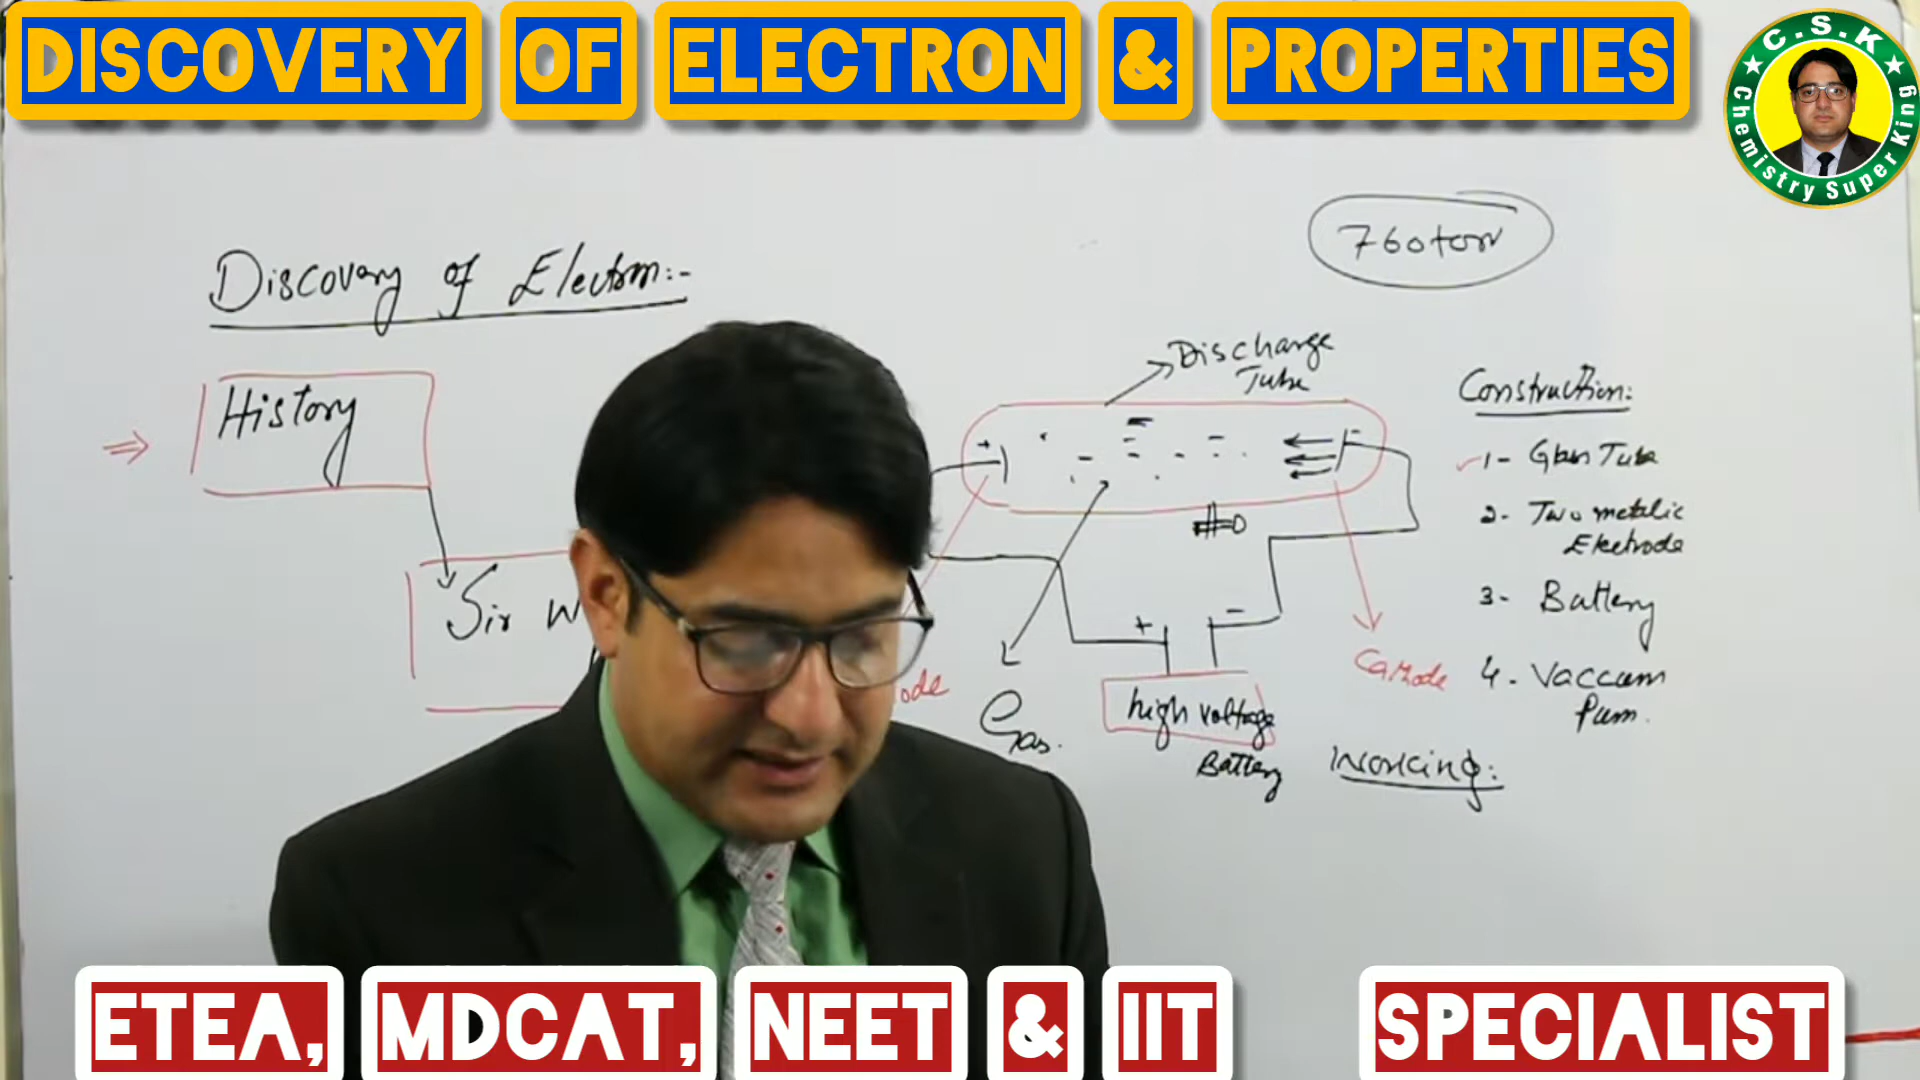 DISCOVERY OF ELECTRON & PROPERTIES
C.S.K
Chemistry Super King
760torr
Discovery of Electron:-
History
Sir W
Discharge
Tube
+
-
ode
Gas.
+
-
high voltage
Battery
Cathode
Construction:
1- Glass Tube
2- Two metalic
Electrode
3- Battery
4. Vaccum
Pum.
Working:
ETEA, MDCAT, NEET & IIT SPECIALIST